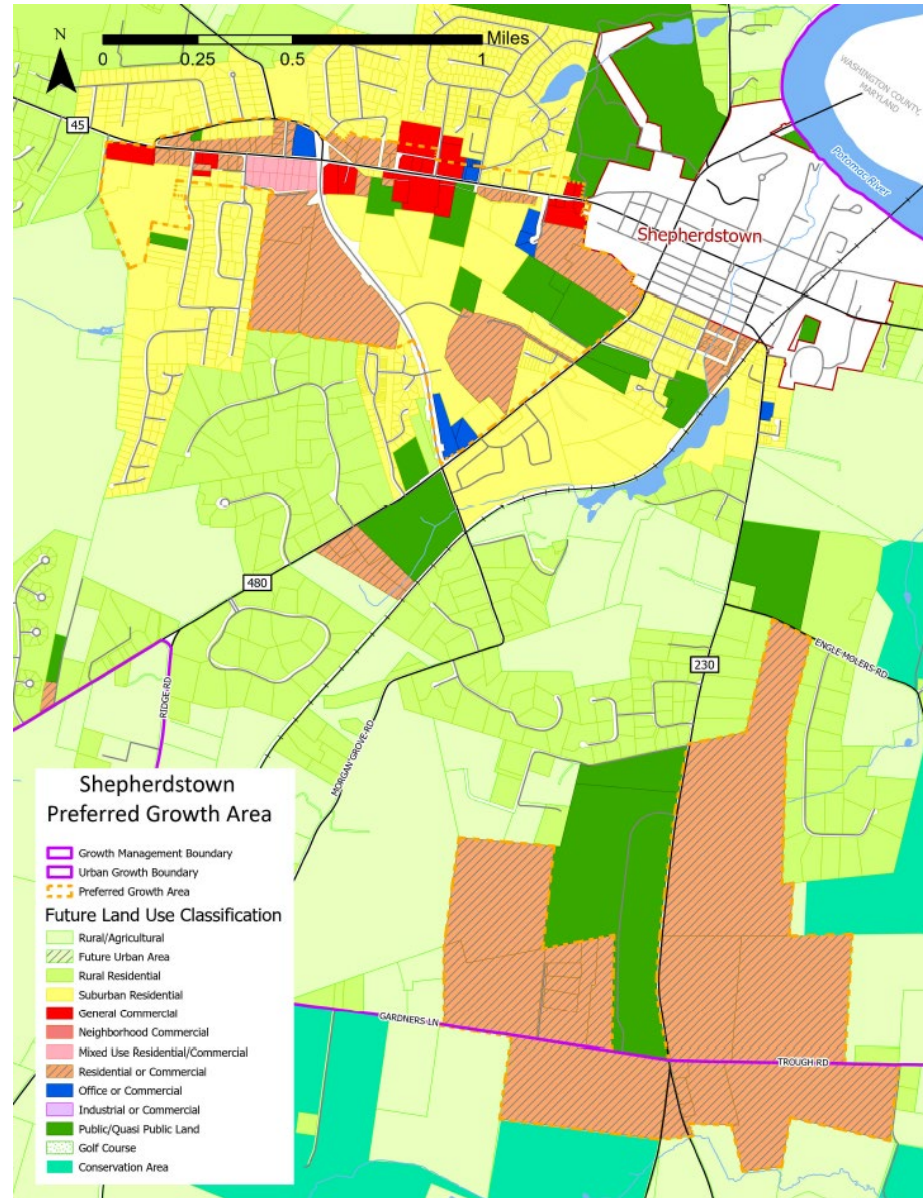 N
Miles
0 0.25 0.5 1
WASHINGTON COUNTY,
MARYLAND
45
Potomac River
Shepherdstown
480
230
ENGLE-MOLERS-RD
RIDGE-RD
MORGAN-GROVE-RD
GARDNERS-LN
TROUGH RD
Shepherdstown
Preferred Growth Area
Growth Management Boundary
Urban Growth Boundary
Preferred Growth Area
Future Land Use Classification
Rural/Agricultural
Future Urban Area
Rural Residential
Suburban Residential
General Commercial
Neighborhood Commercial
Mixed Use Residential/Commercial
Residential or Commercial
Office or Commercial
Industrial or Commercial
Public/Quasi Public Land
Golf Course
Conservation Area